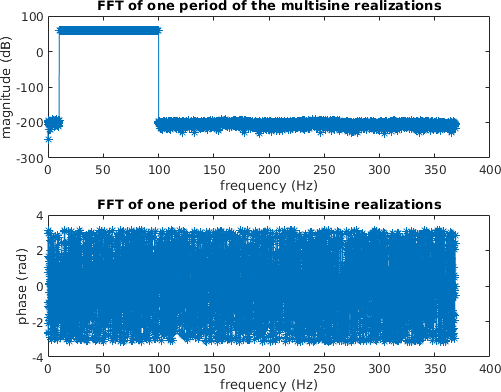 FFT of one period of the multisine realizations
100
0
-100
-200
-300
magnitude (dB)
0 50 100 150 200 250 300 350 400
frequency (Hz)
FFT of one period of the multisine realizations
4
2
0
-2
-4
phase (rad)
0 50 100 150 200 250 300 350 400
frequency (Hz)